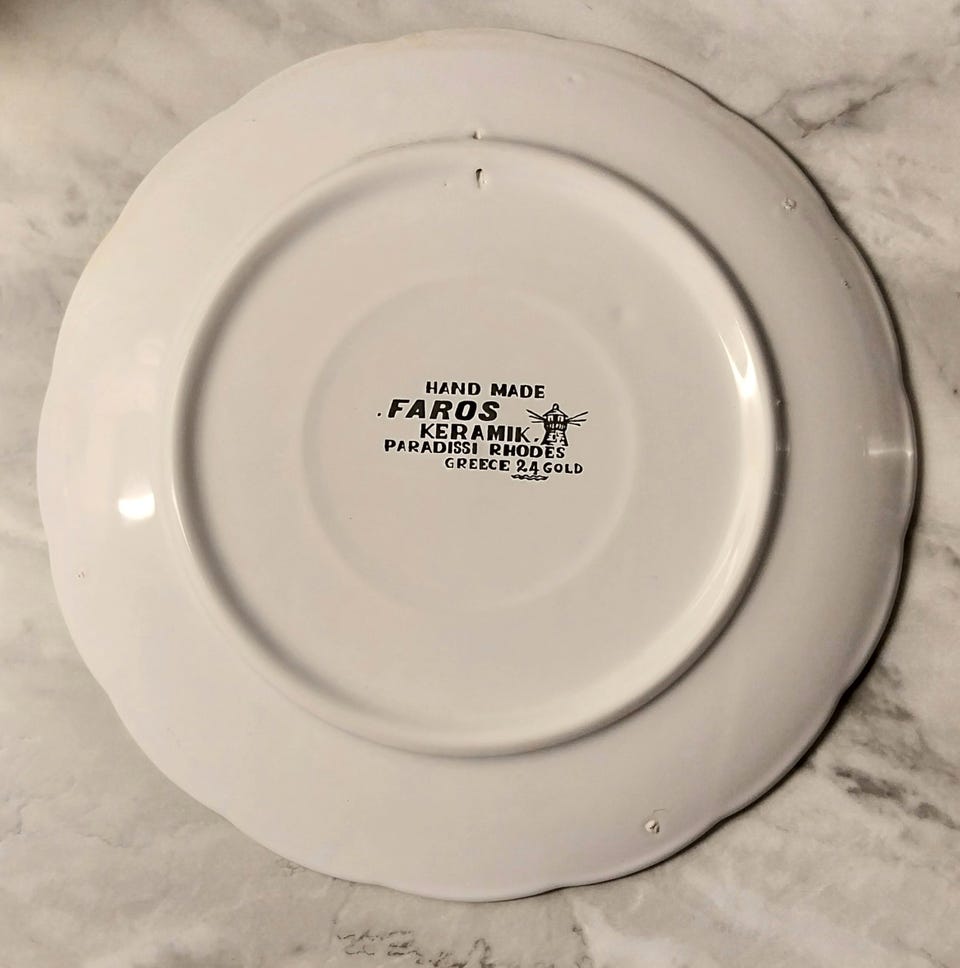 HAND MADE
.FAROS
KERAMIK.
PARADISSI RHODES
GREECE 24 GOLD